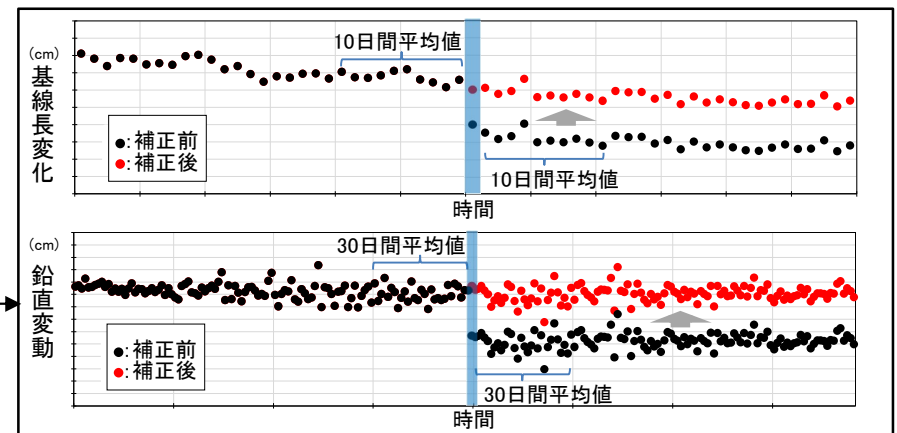 (cm)
基線長変化
10日間平均値
●:補正前
●:補正後
10日間平均値
時間
(cm)
鉛直変動
30日間平均値
●:補正前
●:補正後
30日間平均値
時間